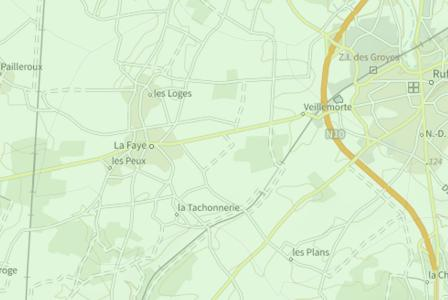 Z.i. des Groyes
Pailleroux
les Loges
Ruf
Veillemorte
N10
N.-D.
La Faye
les Peux
la Tachonnerie
les Plans
roge
la Ch